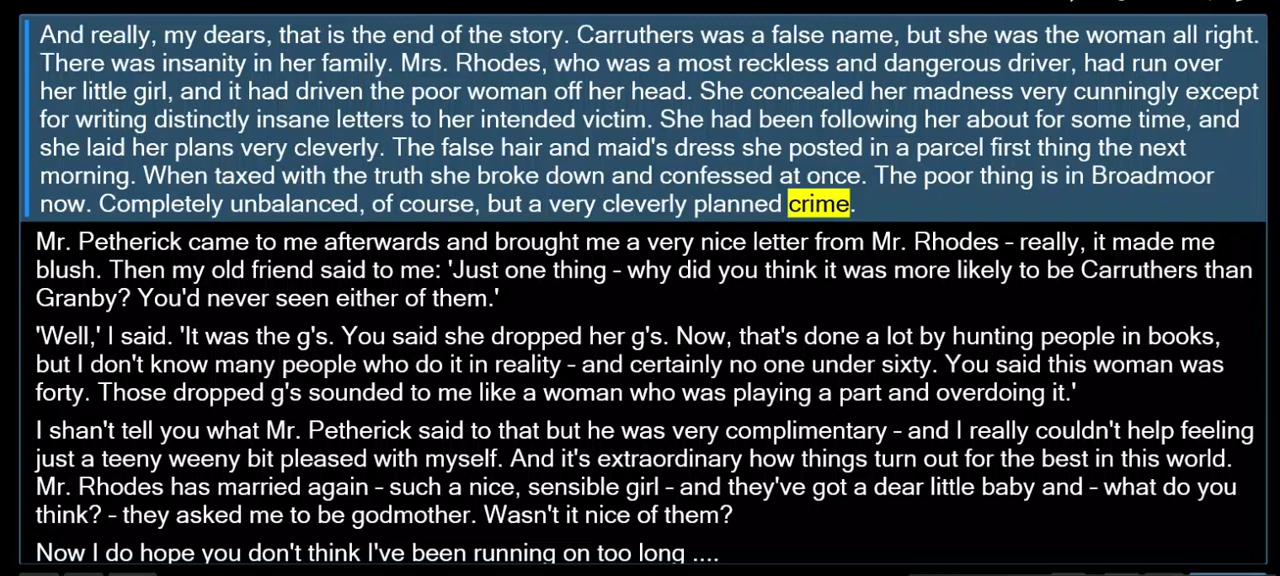 And really, my dears, that is the end of the story. Carruthers was a false name, but she was the woman all right.
There was insanity in her family. Mrs. Rhodes, who was a most reckless and dangerous driver, had run over
her little girl, and it had driven the poor woman off her head. She concealed her madness very cunningly except
for writing distinctly insane letters to her intended victim. She had been following her about for some time, and
she laid her plans very cleverly. The false hair and maid's dress she posted in a parcel first thing the next
morning. When taxed with the truth she broke down and confessed at once. The poor thing is in Broadmoor
now. Completely unbalanced, of course, but a very cleverly planned crime.
Mr. Petherick came to me afterwards and brought me a very nice letter from Mr. Rhodes - really, it made me
blush. Then my old friend said to me: 'Just one thing - why did you think it was more likely to be Carruthers than
Granby? You'd never seen either of them.'
'Well,' I said. 'It was the g's. You said she dropped her g's. Now, that's done a lot by hunting people in books,
but I don't know many people who do it in reality - and certainly no one under sixty. You said this woman was
forty. Those dropped g's sounded to me like a woman who was playing a part and overdoing it.'
I shan't tell you what Mr. Petherick said to that but he was very complimentary - and I really couldn't help feeling
just a teeny weeny bit pleased with myself. And it's extraordinary how things turn out for the best in this world.
Mr. Rhodes has married again - such a nice, sensible girl - and they've got a dear little baby and - what do you
think? - they asked me to be godmother. Wasn't it nice of them?
Now I do hope you don't think I've been running on too long ....